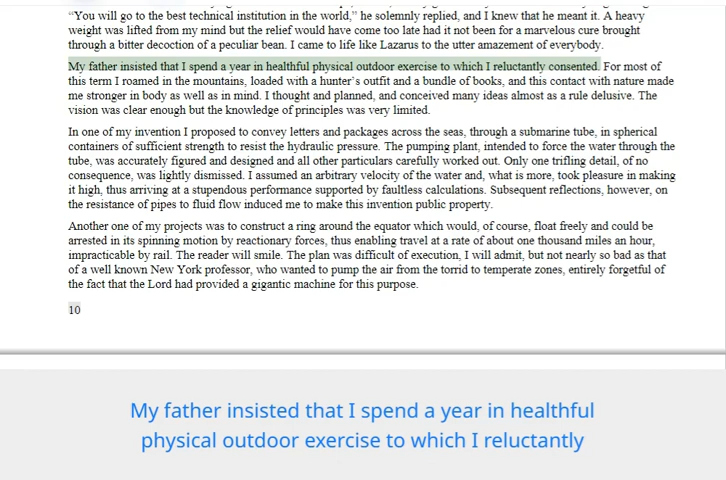 “You will go to the best technical institution in the world,” he solemnly replied, and I knew that he meant it. A heavy
weight was lifted from my mind but the relief would have come too late had it not been for a marvelous cure brought
through a bitter decoction of a peculiar bean. I came to life like Lazarus to the utter amazement of everybody.
My father insisted that I spend a year in healthful physical outdoor exercise to which I reluctantly consented. For most of
this term I roamed in the mountains, loaded with a hunter’s outfit and a bundle of books, and this contact with nature made
me stronger in body as well as in mind. I thought and planned, and conceived many ideas almost as a rule delusive. The
vision was clear enough but the knowledge of principles was very limited.
In one of my invention I proposed to convey letters and packages across the seas, through a submarine tube, in spherical
containers of sufficient strength to resist the hydraulic pressure. The pumping plant, intended to force the water through the
tube, was accurately figured and designed and all other particulars carefully worked out. Only one trifling detail, of no
consequence, was lightly dismissed. I assumed an arbitrary velocity of the water and, what is more, took pleasure in making
it high, thus arriving at a stupendous performance supported by faultless calculations. Subsequent reflections, however, on
the resistance of pipes to fluid flow induced me to make this invention public property.
Another one of my projects was to construct a ring around the equator which would, of course, float freely and could be
arrested in its spinning motion by reactionary forces, thus enabling travel at a rate of about one thousand miles an hour,
impracticable by rail. The reader will smile. The plan was difficult of execution, I will admit, but not nearly so bad as that
of a well known New York professor, who wanted to pump the air from the torrid to temperate zones, entirely forgetful of
the fact that the Lord had provided a gigantic machine for this purpose.
10
My father insisted that I spend a year in healthful
physical outdoor exercise to which I reluctantly